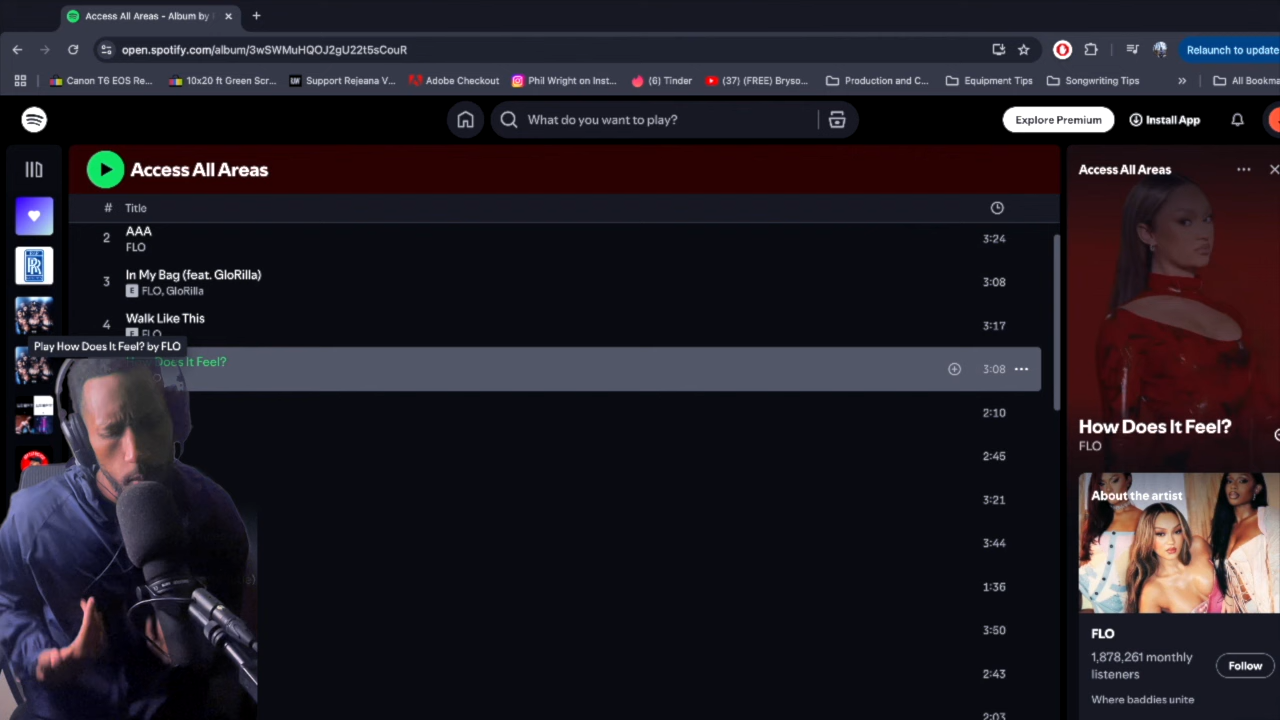 Access All Areas - Album by
open.spotify.com/album/3wSWMuHQOJ2gU22t5sCouR
Relaunch to update
Canon T6 EOS Re...
10x20 ft Green Scr...
Support Rejeana V...
Adobe Checkout
Phil Wright on Inst...
(6) Tinder
(37) (FREE) Bryso...
Production and C...
Equipment Tips
Songwriting Tips
»
All Bookma
What do you want to play?
Explore Premium
Install App
Access All Areas
# Title
2 AAA 3:24
FLO
3 In My Bag (feat. GloRilla) 3:08
E FLO, GloRilla
4 Walk Like This 3:17
E FLO
Play How Does It Feel? by FLO
Does It Feel? 3:08
2:10
2:45
3:21
3:44
1:36
3:50
2:43
2:03
Access All Areas
How Does It Feel?
FLO
About the artist
FLO
1,878,261 monthly
listeners
Follow
Where baddies unite